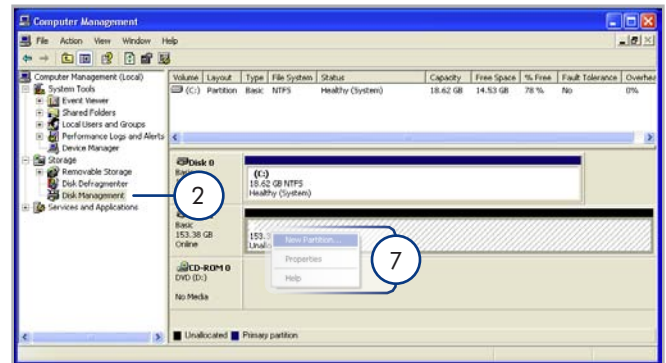 Computer Management
File Action View Window Help
Computer Management (Local)
System Tools
Event Viewer
Shared Folders
Local Users and Groups
Performance Logs and Alerts
Device Manager
Storage
Removable Storage
Disk Defragmenter
Disk Management
Services and Applications
Volume Layout Type File System Status Capacity Free Space % Free Fault Tolerance Overhea
(C:) Partition Basic NTFS Healthy (System) 18.62 GB 14.53 GB 78 % No 0%
Disk 0
(C:)
18.62 GB NTFS
Healthy (System)
2
Basic
153.38 GB
Online
153.
Unallo
New Partition...
Properties
Help
7
CD-ROM 0
DVD (D:)
No Media
Unallocated Primary partition